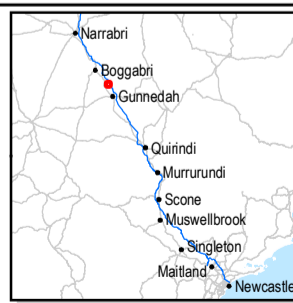 Narrabri
Boggabri
Gunnedah
Quirindi
Murrurundi
Scone
Muswellbrook
Singleton
Maitland
Newcastle